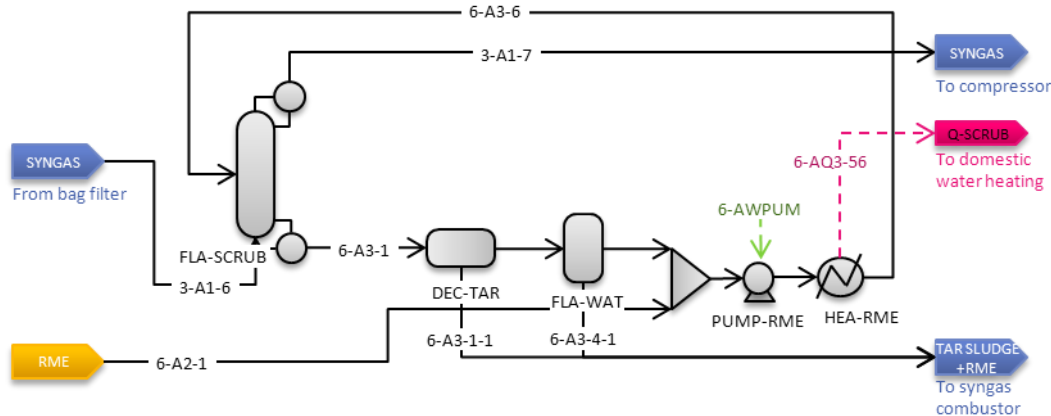 6-A3-6
3-A1-7
SYNGAS
To compressor
SYNGAS
From bag filter
Q-SCRUB
To domestic
water heating
6-AQ3-56
6-AWPUM
FLA-SCRUB
6-A3-1
3-A1-6
DEC-TAR
FLA-WAT
PUMP-RME
HEA-RME
6-A3-1-1
6-A3-4-1
RME
6-A2-1
TAR SLUDGE
+RME
To syngas
combustor